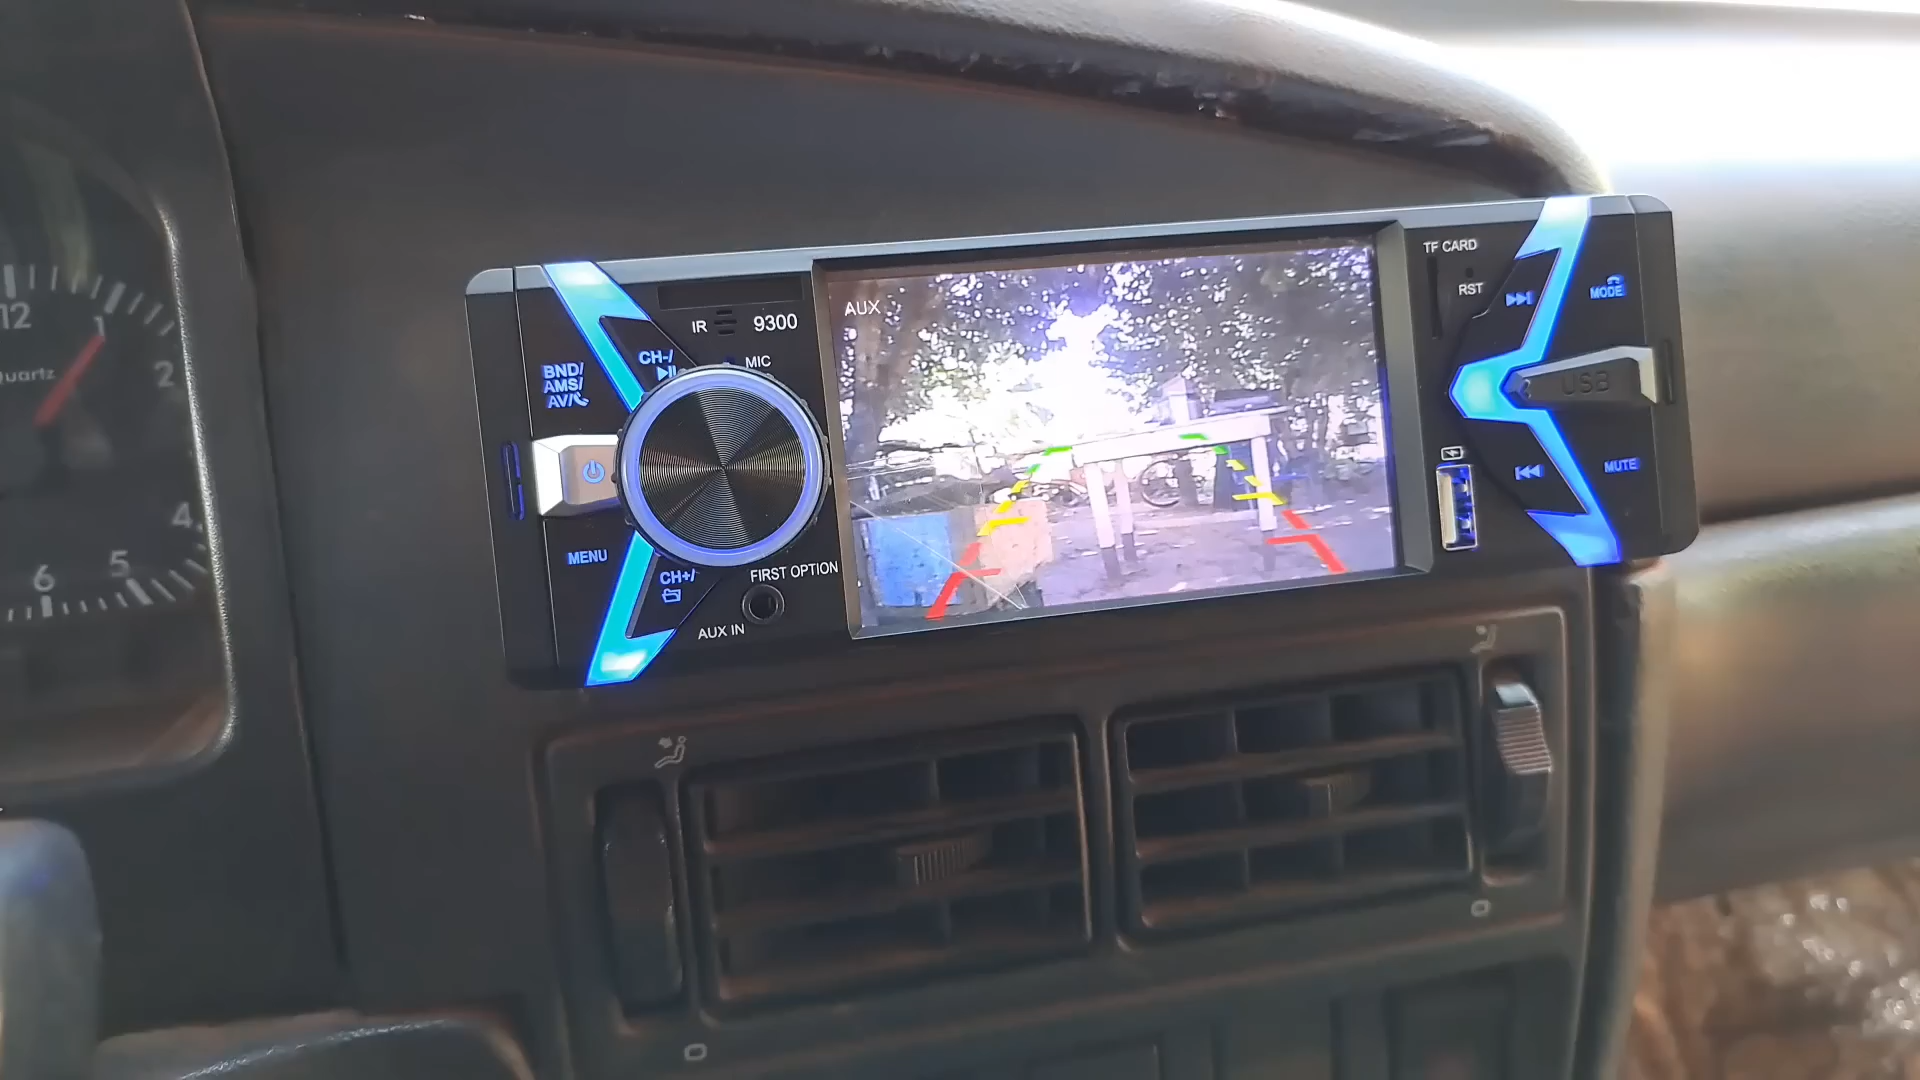 12
1
2
Quartz
4
5
6
IR
9300
MIC
BND/
AMS/
AV/
CH-/
MENU
CH+/
FIRST OPTION
AUX IN
AUX
TF CARD
RST
MODE
USB
MUTE